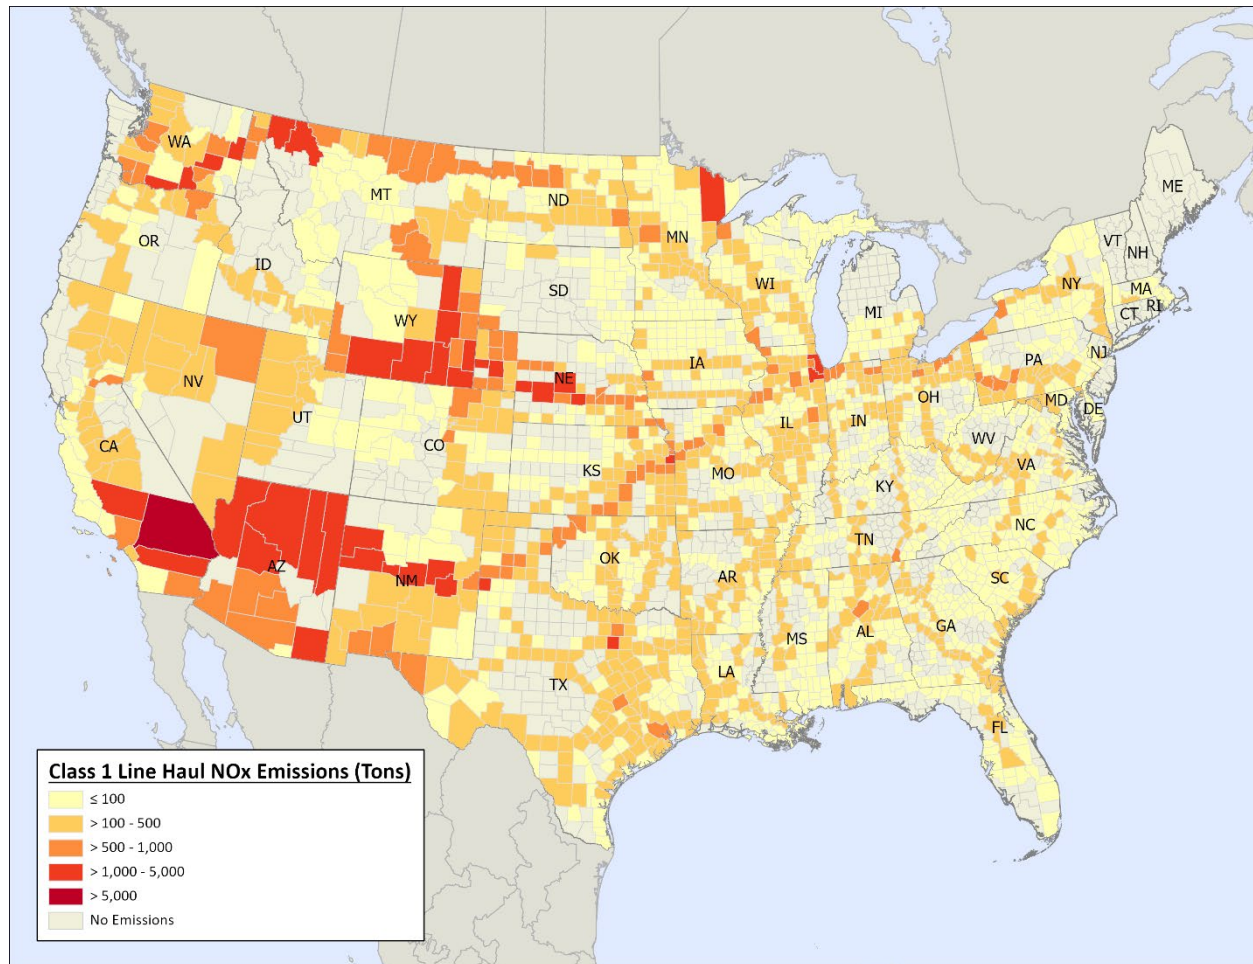 ME
WA
MT
ND
VT
NH
MN
OR
NY
MA
ID
WI
SD
CT
RI
MI
WY
PA
NJ
IA
NE
NV
OH
MD
DE
IL
IN
UT
WV
CA
CO
VA
KS
MO
KY
NC
TN
OK
AZ
AR
NM
SC
MS
AL
GA
LA
TX
FL
Class 1 Line Haul NOx Emissions (Tons)
≤ 100
> 100 - 500
> 500 - 1,000
> 1,000 - 5,000
> 5,000
No Emissions